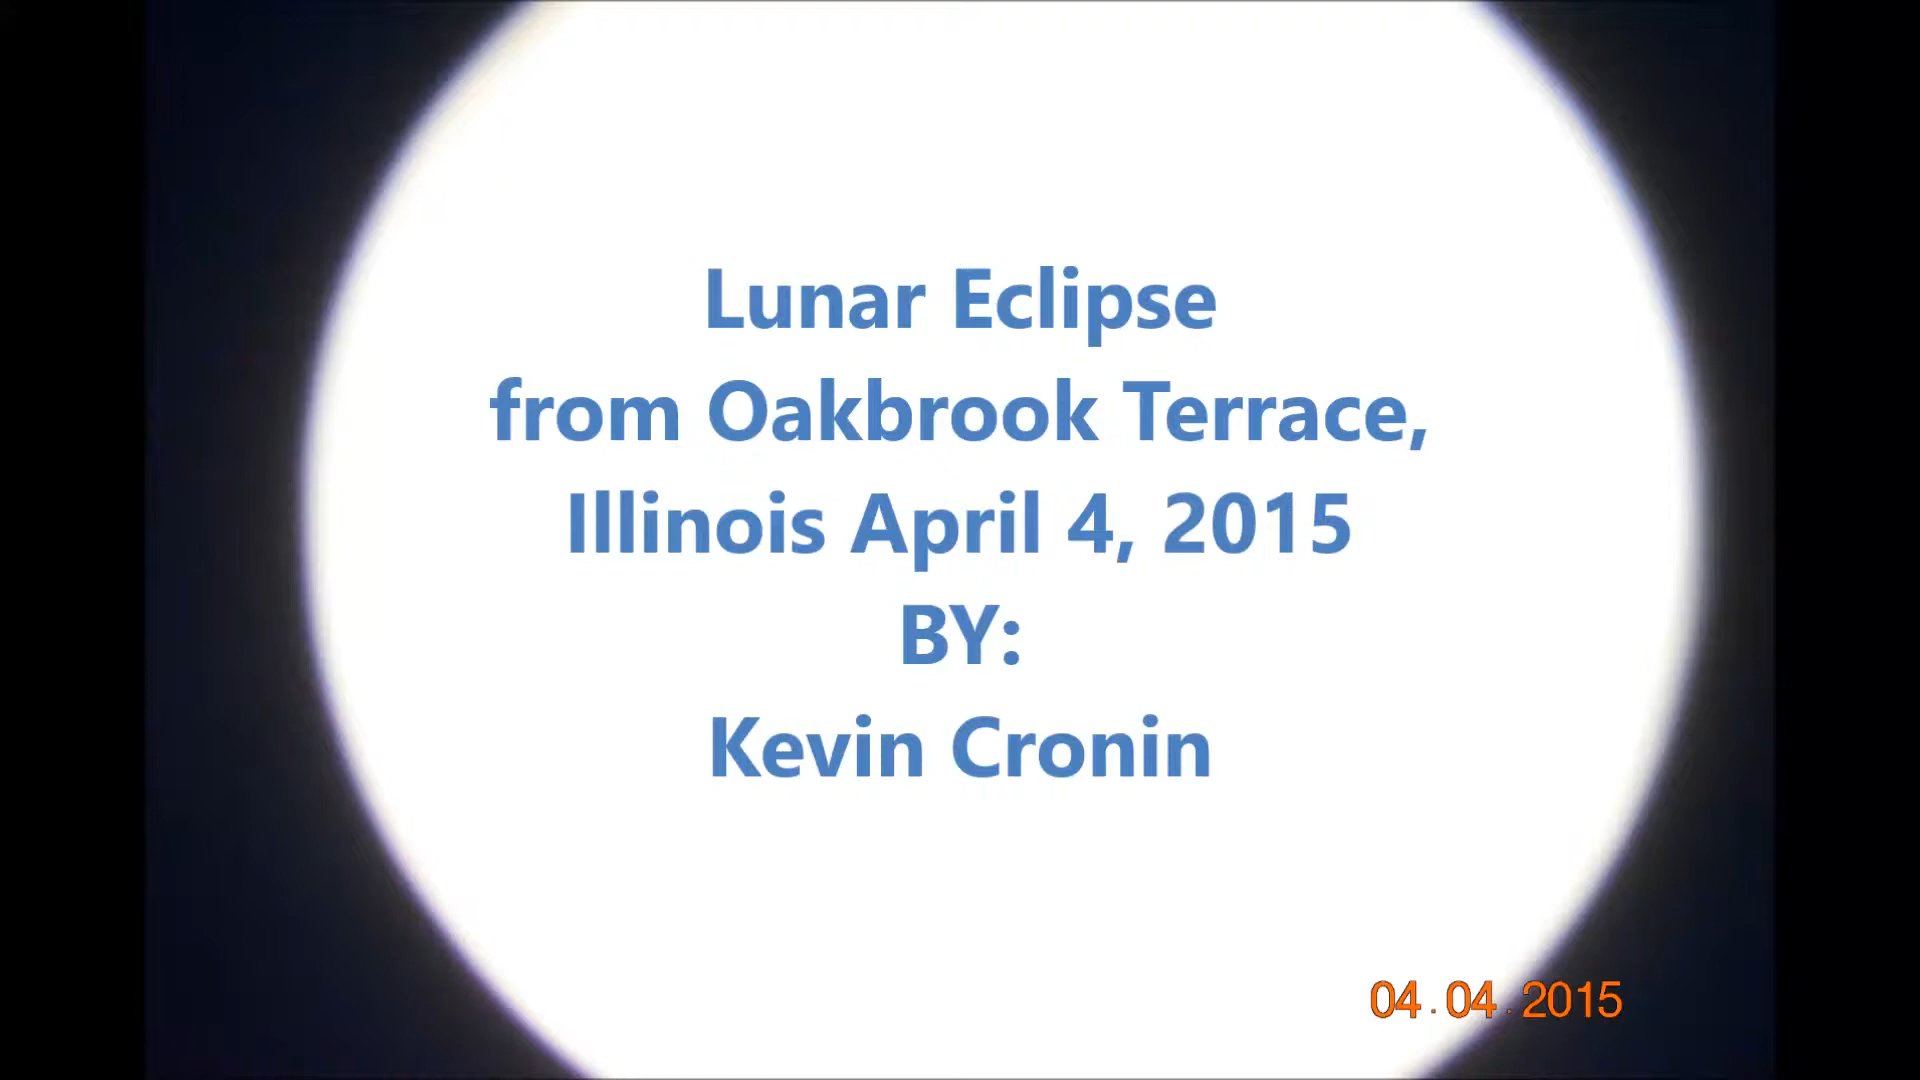 Lunar Eclipse
from Oakbrook Terrace,
Illinois April 4, 2015
BY:
Kevin Cronin
04.04.2015